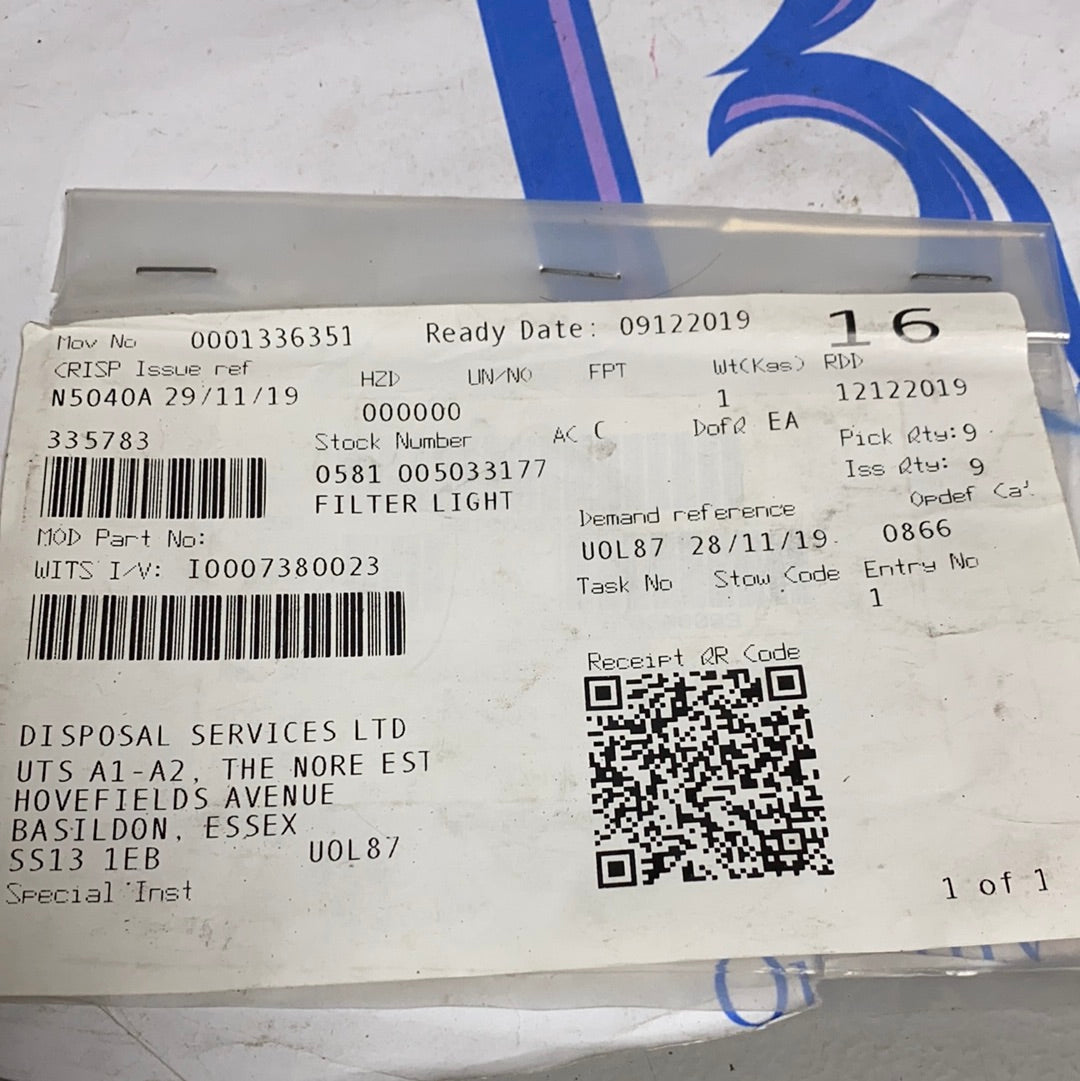 Mov No 0001336351 Ready Date: 09122019 16
CRISP Issue ref HZD UN/NO FPT Wt(Kgs) RDD
N5040A 29/11/19 000000 1 12122019
335783 Stock Number AC C DofQ EA Pick Qty: 9
0581 005033177 Iss Qty: 9
FILTER LIGHT Demand reference Opdef Ca
MOD Part No: UOL87 28/11/19 0866
WITS I/V: I0007380023 Task No Stow Code Entry No
1
Receipt QR Code
DISPOSAL SERVICES LTD
UTS A1-A2, THE NORE EST
HOVEFIELDS AVENUE
BASILDON, ESSEX
SS13 1EB UOL87
Special Inst
1 of 1